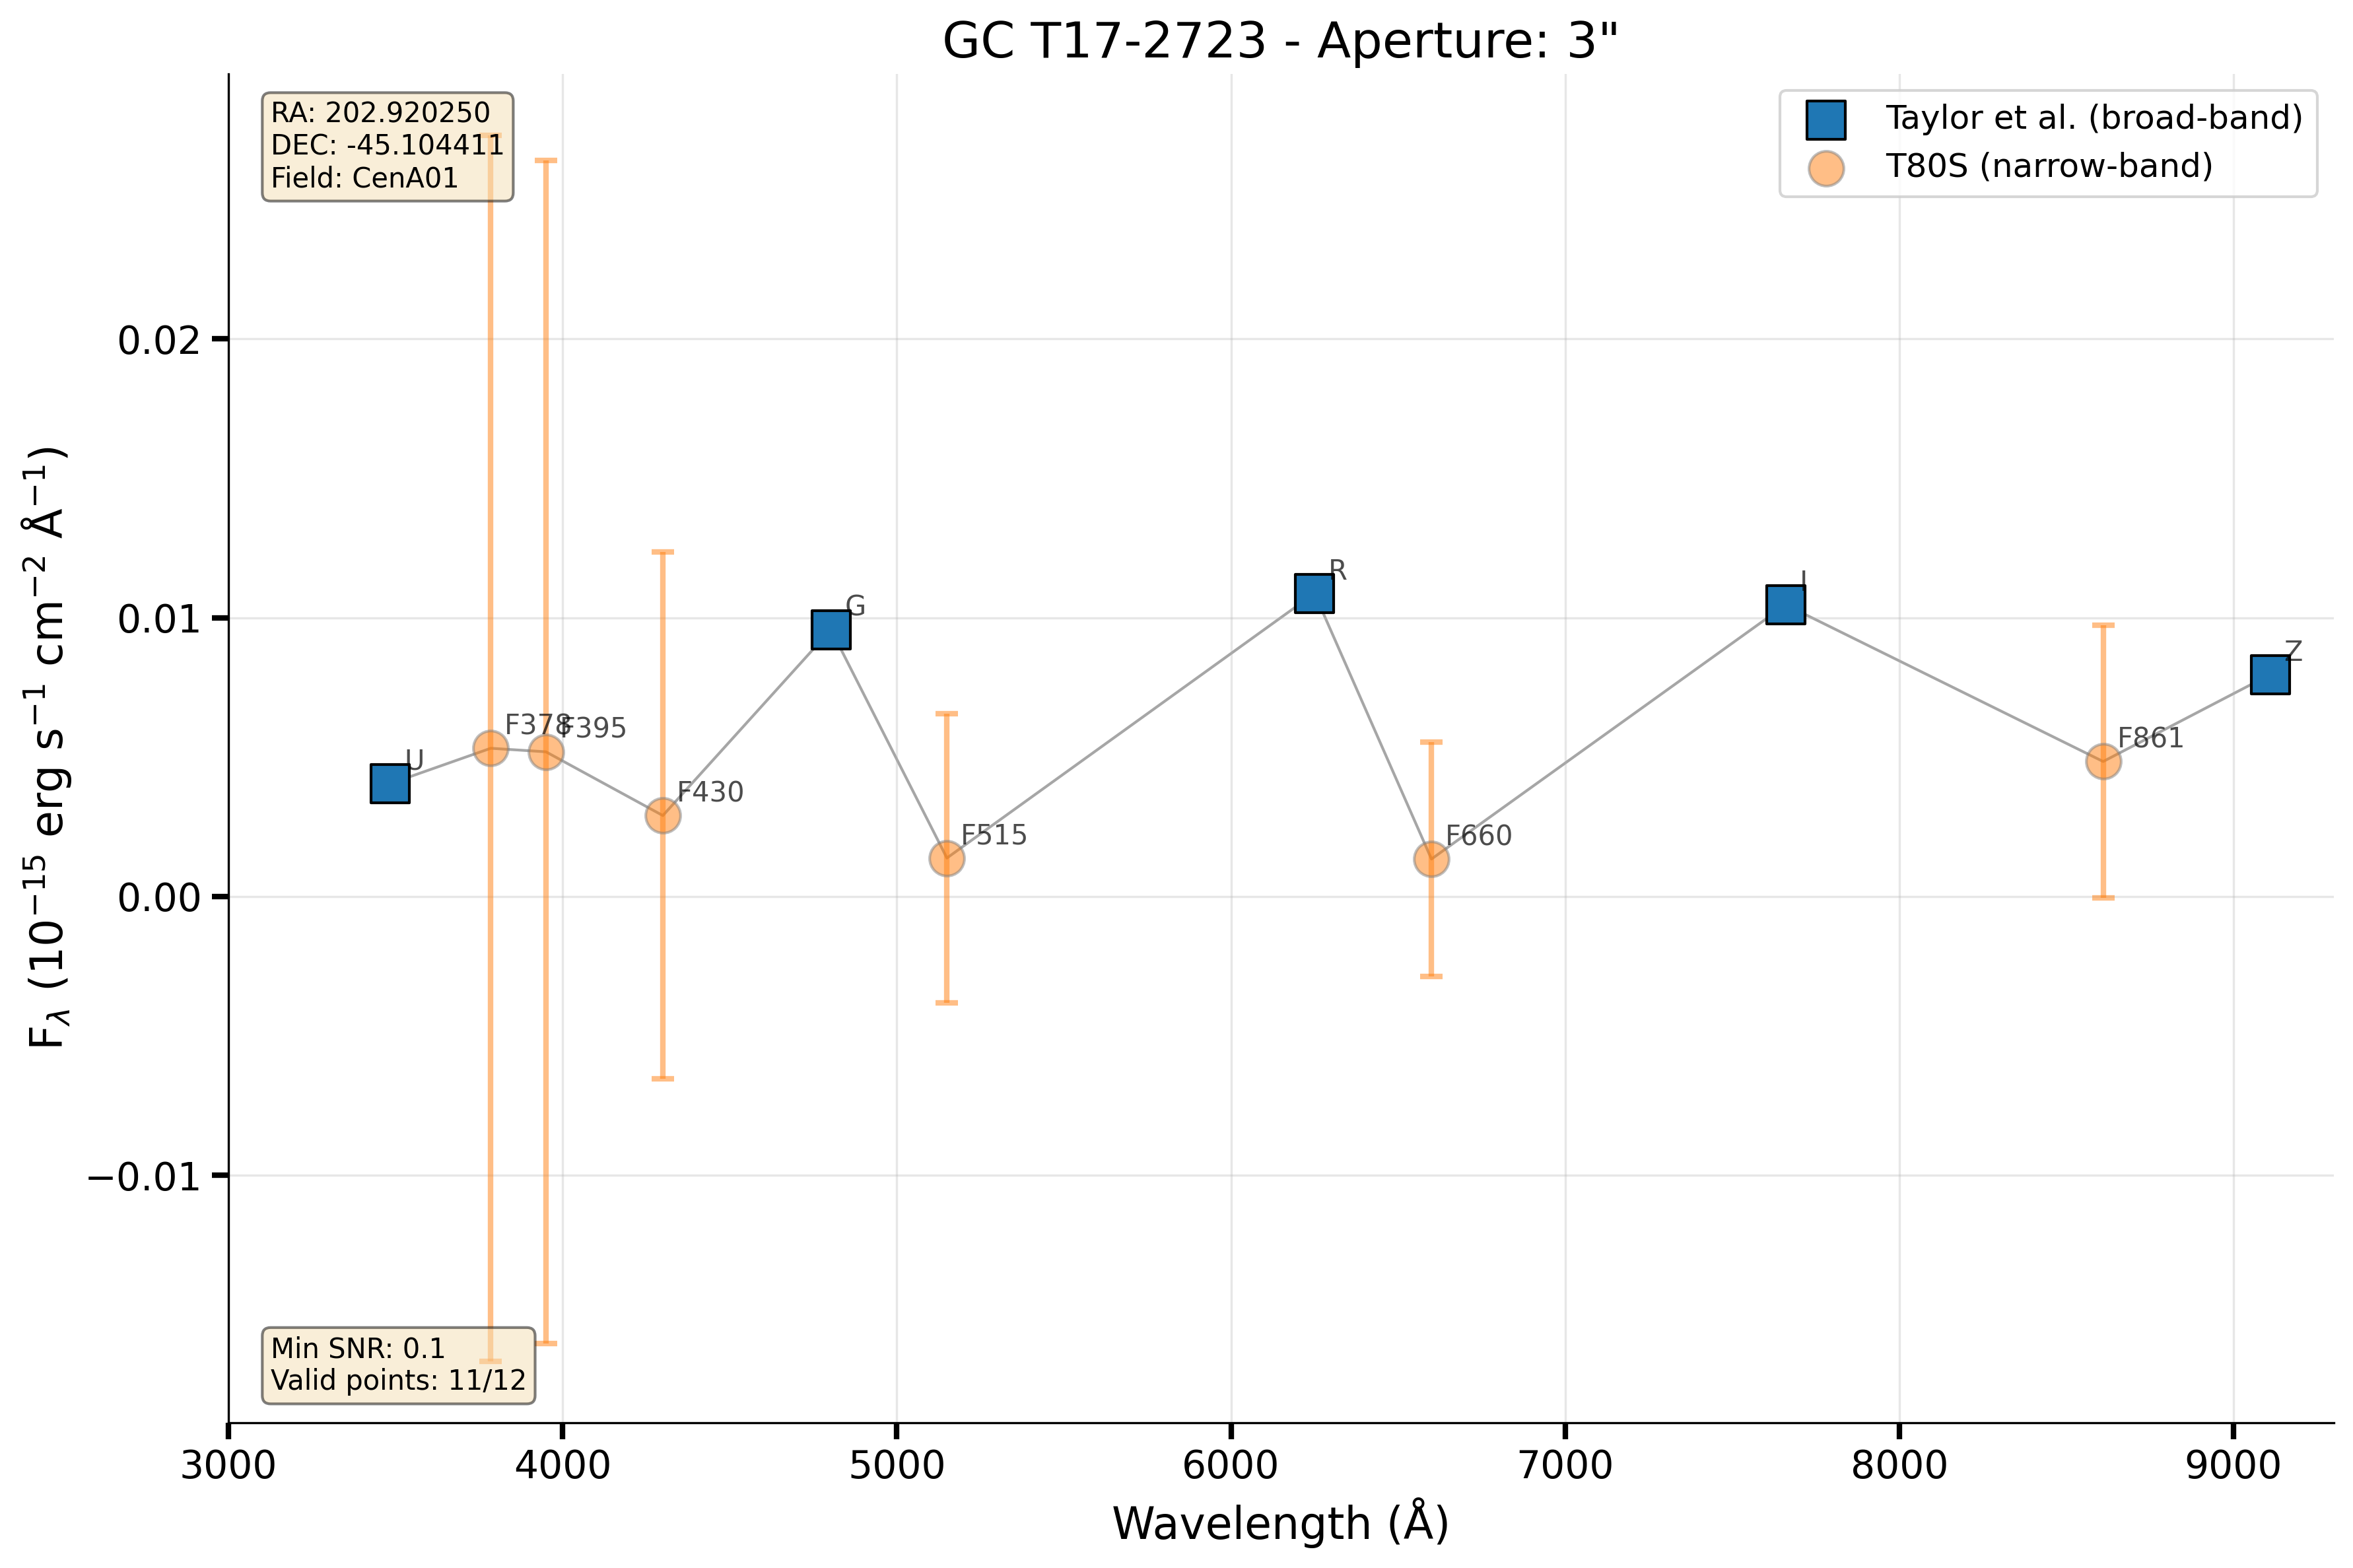 GC T17-2723 - Aperture: 3"
RA: 202.920250
DEC: -45.104411
Field: CenA01
Taylor et al. (broad-band)
T80S (narrow-band)
F_λ (10⁻¹⁵ erg s⁻¹ cm⁻² Å⁻¹)
0.02
0.01
0.00
−0.01
U
F378
F395
F430
G
F515
R
F660
I
F861
Z
Min SNR: 0.1
Valid points: 11/12
3000 4000 5000 6000 7000 8000 9000
Wavelength (Å)